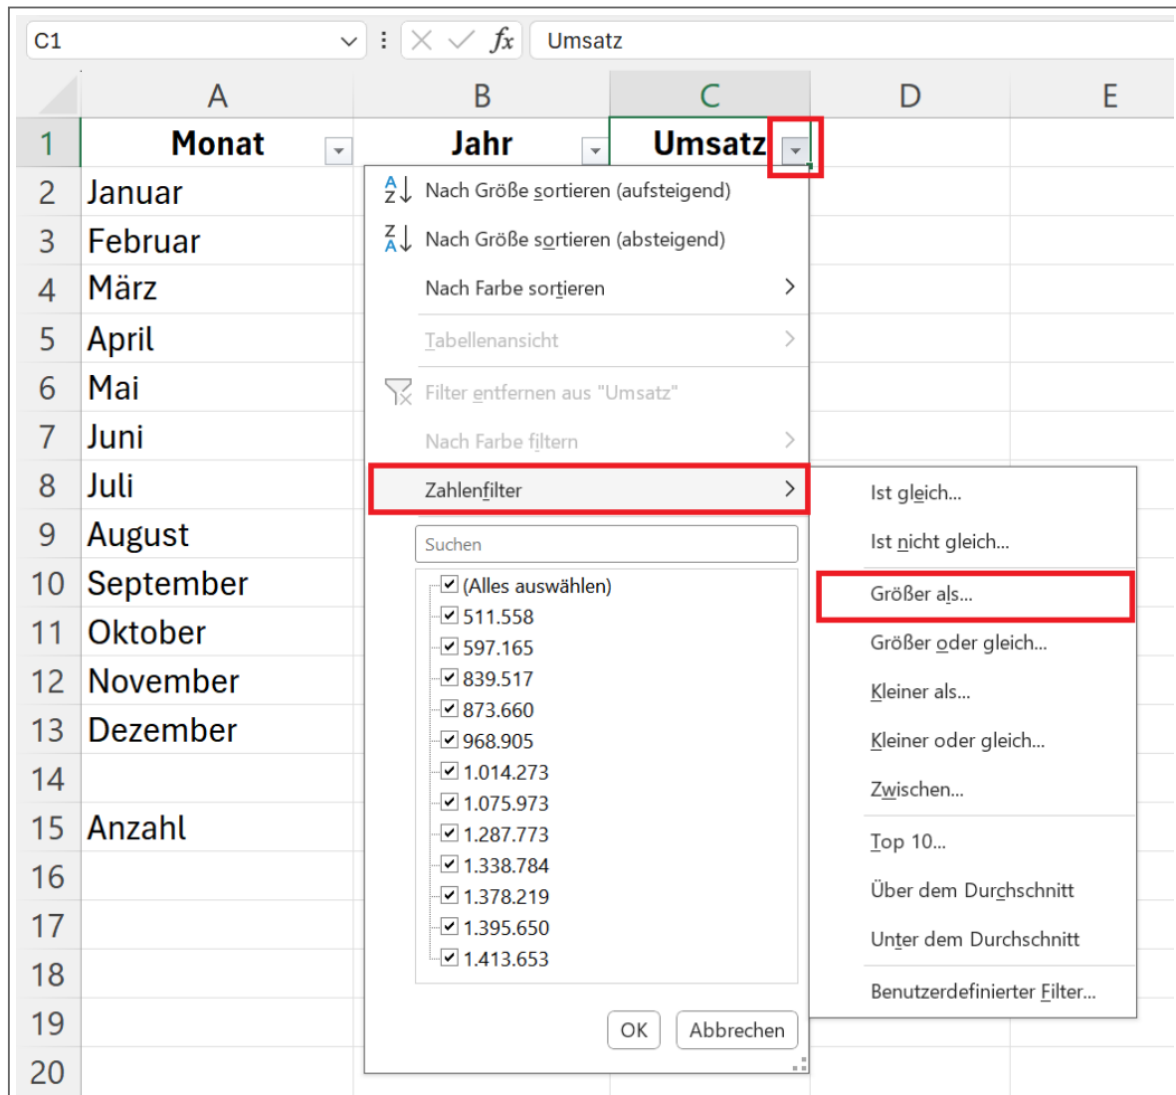 C1 fx Umsatz
A B C D E
1 Monat Jahr Umsatz
2 Januar
3 Februar
4 März
5 April
6 Mai
7 Juni
8 Juli
9 August
10 September
11 Oktober
12 November
13 Dezember
14
15 Anzahl
16
17
18
19
20
Nach Größe sortieren (aufsteigend)
Nach Größe sortieren (absteigend)
Nach Farbe sortieren
Tabellenansicht
Filter entfernen aus "Umsatz"
Nach Farbe filtern
Zahlenfilter
Suchen
(Alles auswählen)
511.558
597.165
839.517
873.660
968.905
1.014.273
1.075.973
1.287.773
1.338.784
1.378.219
1.395.650
1.413.653
OK Abbrechen
Ist gleich...
Ist nicht gleich...
Größer als...
Größer oder gleich...
Kleiner als...
Kleiner oder gleich...
Zwischen...
Top 10...
Über dem Durchschnitt
Unter dem Durchschnitt
Benutzerdefinierter Filter...